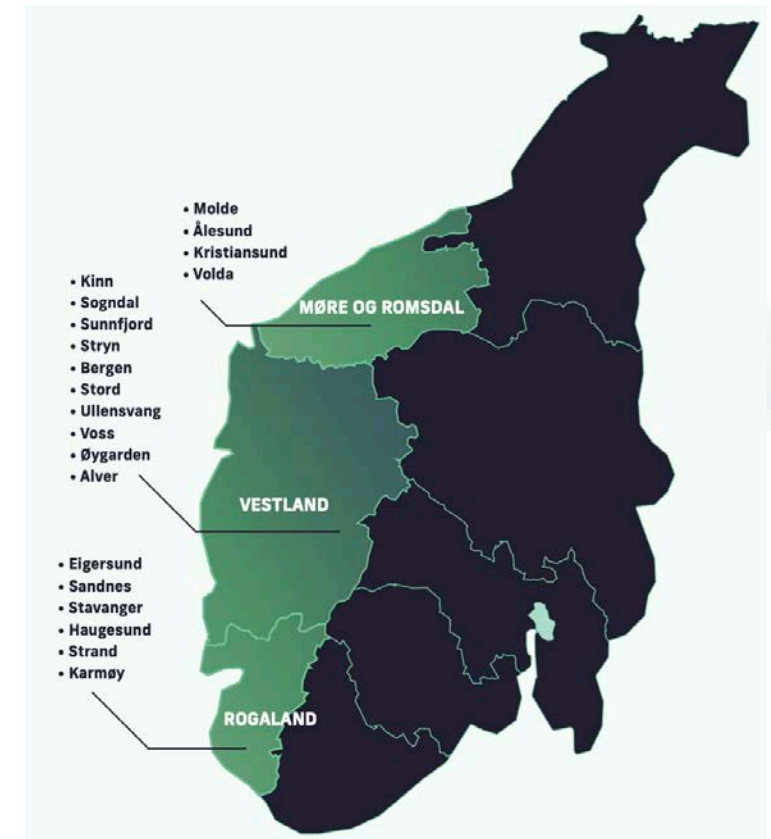 • Molde
• Ålesund
• Kristiansund
• Volda
MØRE OG ROMSDAL
• Kinn
• Sogndal
• Sunnfjord
• Stryn
• Bergen
• Stord
• Ullensvang
• Voss
• Øygarden
• Alver
VESTLAND
• Eigersund
• Sandnes
• Stavanger
• Haugesund
• Strand
• Karmøy
ROGALAND